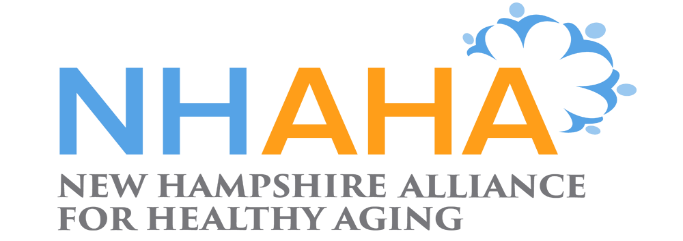 NHAHA
NEW HAMPSHIRE ALLIANCE
FOR HEALTHY AGING